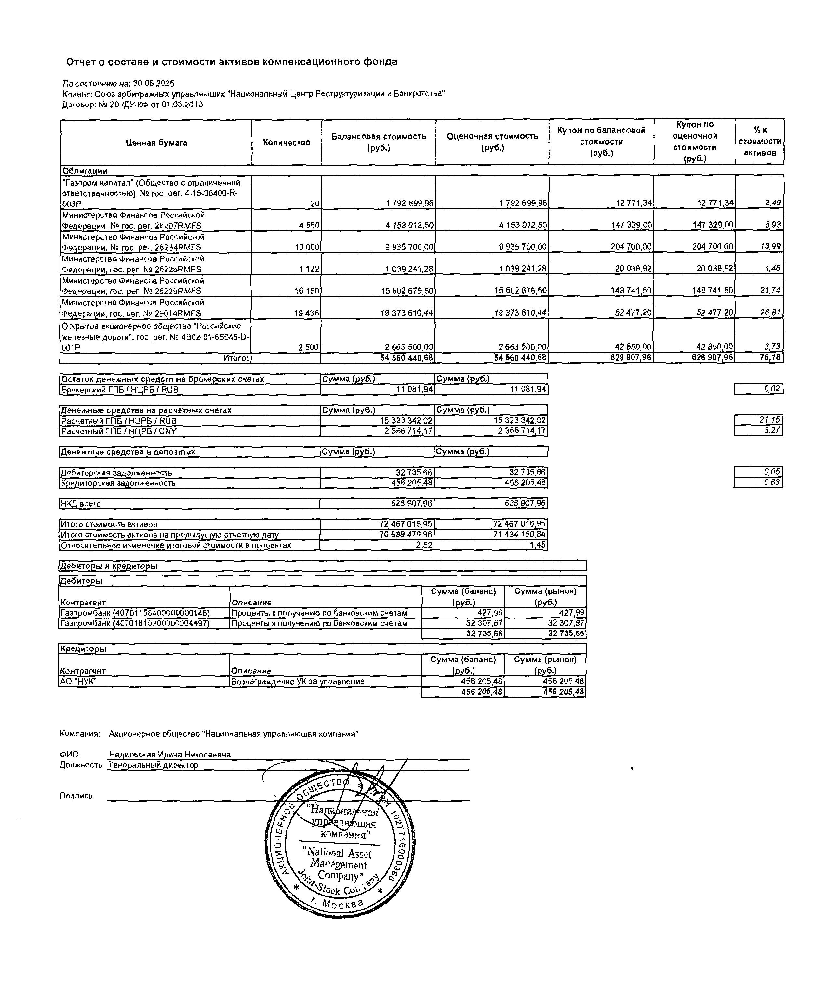 Отчет о составе и стоимости активов компенсационного фонда
По состоянию на: 30 06 2025
Клиент: Союз арбитражных управляющих "Национальный Центр Реструктуризации и Банкротства"
Договор: № 20 /ДУ-КФ от 01.03.2013
Ценная бумага Количество Балансовая стоимость (руб.) Оценочная стоимость (руб.) Купон по балансовой стоимости (руб.) Купон по оценочной стоимости (руб.) % к стоимости активов
Облигации
"Газпром капитал" (Общество с ограниченной
ответственностью), № гос. рег. 4-15-36400-R-
003P 20 1 792 699,96 1 792 699,96 12 771,34 12 771,34 2,49
Министерство Финансов Российской
Федерации, № гос. рег. 26207RMFS 4 550 4 153 012,50 4 153 012,50 147 329,00 147 329,00 5,93
Министерство Финансов Российской
Федерации, № гос. рег. 26234RMFS 10 000 9 935 700,00 9 935 700,00 204 700,00 204 700,00 13,99
Министерство Финансов Российской
Федерации, гос. рег. № 26226RMFS 1 122 1 039 241,28 1 039 241,28 20 038,92 20 038,92 1,46
Министерство Финансов Российской
Федерации, гос. рег. № 26229RMFS 16 150 15 602 676,50 15 602 676,50 148 741,50 148 741,50 21,74
Министерство Финансов Российской
Федерации, гос. рег. № 29014RMFS 19 436 19 373 610,44 19 373 610,44 52 477,20 52 477,20 26,81
Открытое акционерное общество "Российские
железные дороги", гос. рег. № 4B02-01-65045-D-
001P 2 500 2 663 500,00 2 663 500,00 42 850,00 42 850,00 3,73
Итого: 54 560 440,68 54 560 440,68 628 907,96 628 907,96 76,16
Остаток денежных средств на брокерских счетах Сумма (руб.) Сумма (руб.)
Брокерский ГПБ / НЦРБ / RUB 11 081,94 11 081,94 0,02
Денежные средства на расчетных счетах Сумма (руб.) Сумма (руб.)
Расчетный ГПБ / НЦРБ / RUB 15 323 342,02 15 323 342,02 21,15
Расчетный ГПБ / НЦРБ / CNY 2 366 714,17 2 366 714,17 3,27
Денежные средства в депозитах Сумма (руб.) Сумма (руб.)
Дебиторская задолженность 32 735,66 32 735,66 0,05
Кредиторская задолженность 456 205,48 456 205,48 0,63
НКД всего 628 907,96 628 907,96
Итого стоимость активов 72 467 016,95 72 467 016,95
Итого стоимость активов на предыдущую отчетную дату 70 688 476,98 71 434 150,84
Относительное изменение итоговой стоимости в процентах 2,52 1,45
Дебиторы и кредиторы
Дебиторы
Контрагент Описание Сумма (баланс) (руб.) Сумма (рынок) (руб.)
Газпромбанк (40701156400000000146) Проценты к получению по банковским счетам 427,99 427,99
Газпромбанк (40701810200000004497) Проценты к получению по банковским счетам 32 307,67 32 307,67
32 735,66 32 735,66
Кредиторы
Контрагент Описание Сумма (баланс) (руб.) Сумма (рынок) (руб.)
АО "НУК" Вознаграждение УК за управление 456 205,48 456 205,48
456 205,48 456 205,48
Компания: Акционерное общество "Национальная управляющая компания"
ФИО Недильская Ирина Николаевна
Должность Генеральный директор
Подпись
АКЦИОНЕРНОЕ ОБЩЕСТВО * ОГРН 1027716000366 * г. Москва *
"Национальная
управляющая
компания"
"National Asset
Management
Company"
Joint-Stock Company